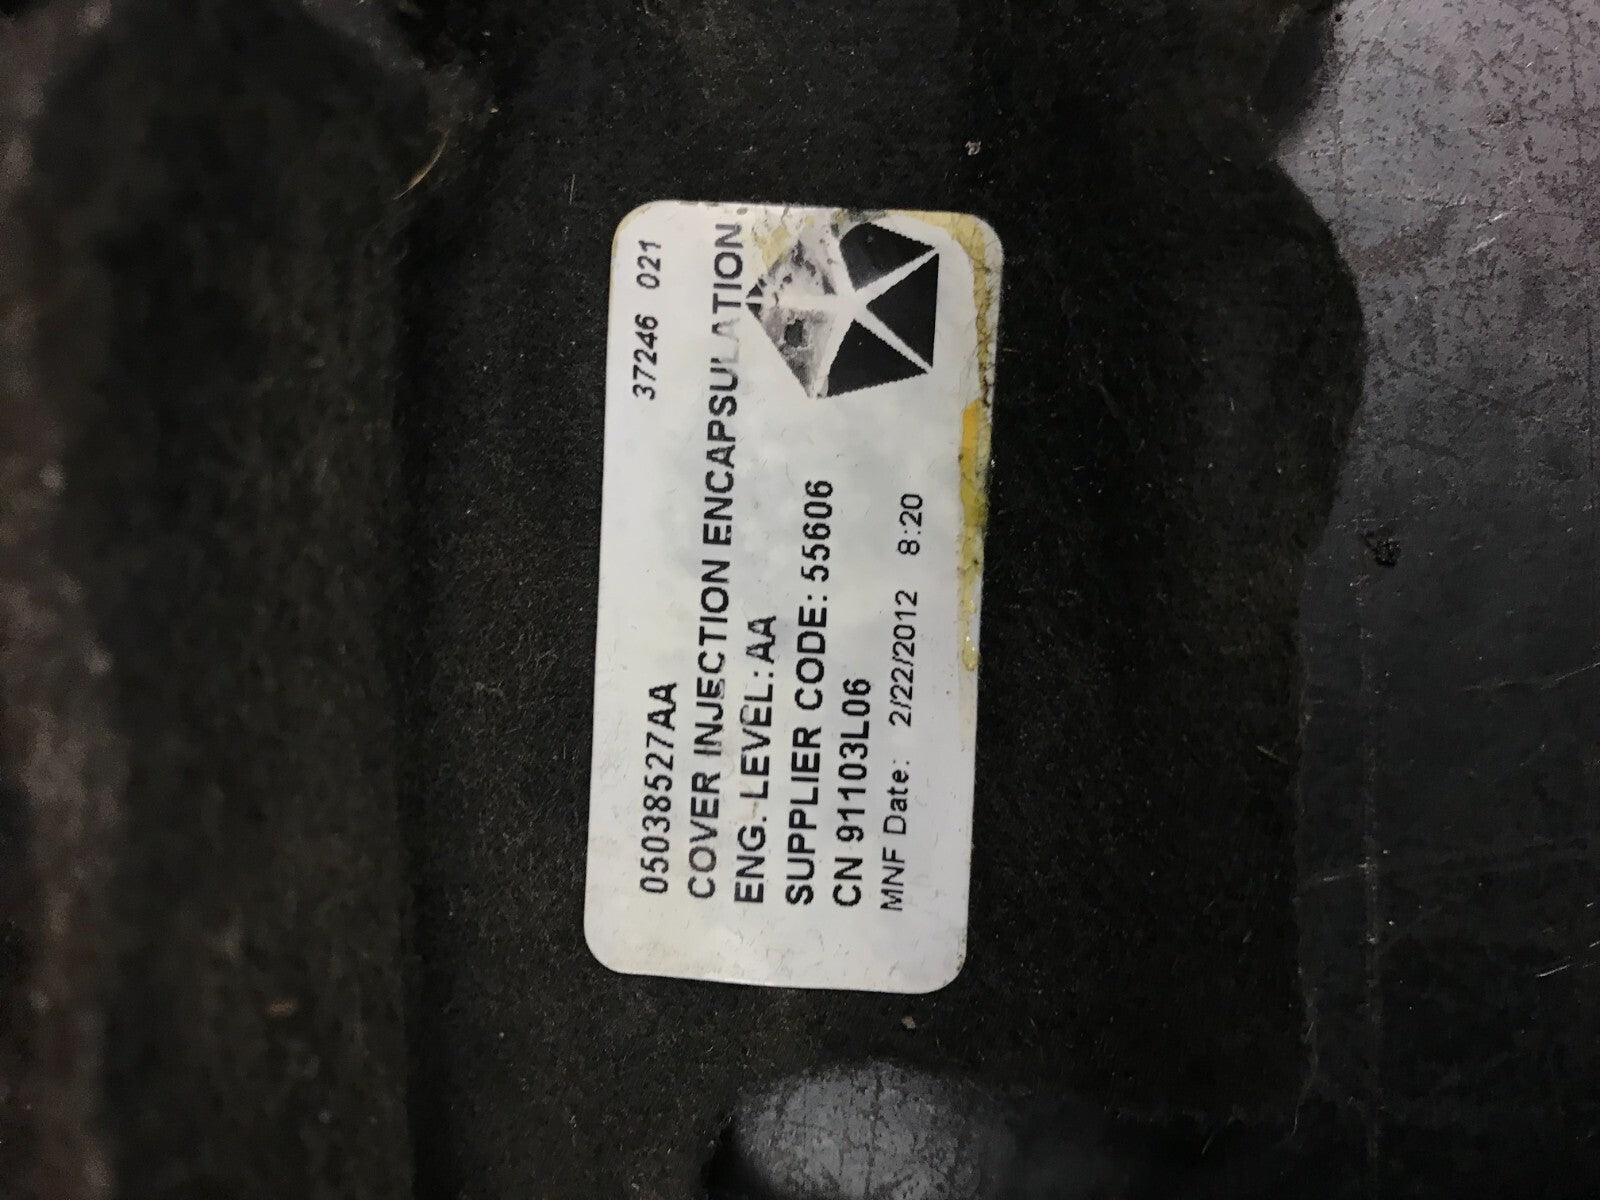 05038527AA 37246 021
COVER INJECTION ENCAPSULATION
ENG. LEVEL: AA
SUPPLIER CODE: 55606
CN 91103L06
MNF Date: 2/22/2012 8:20